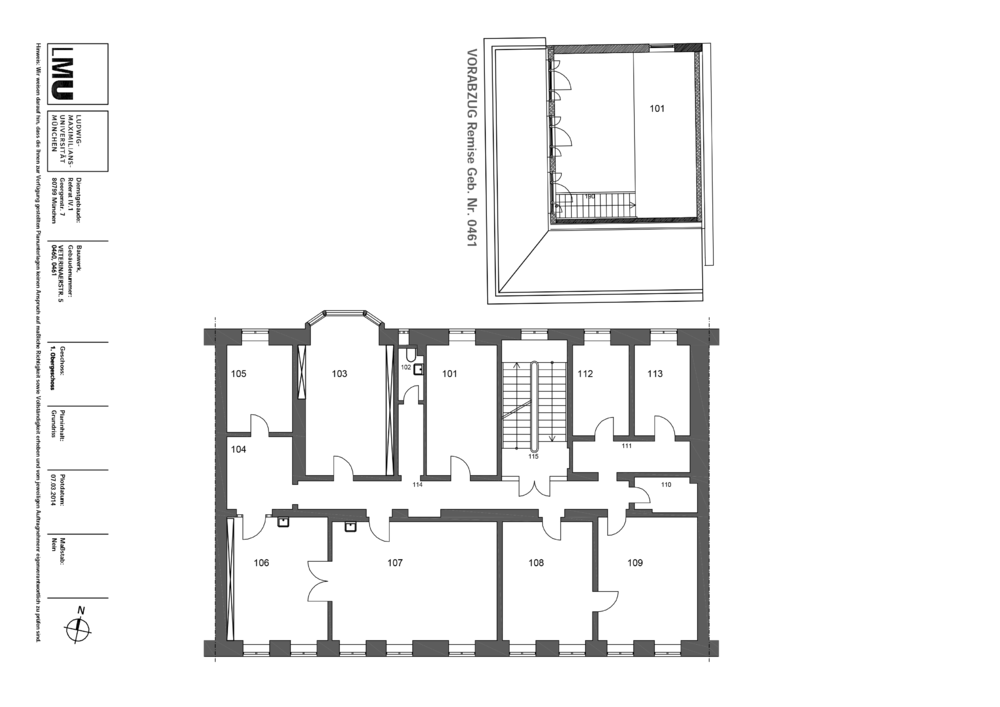 LMU
LUDWIG-
MAXIMILIANS-
UNIVERSITÄT
MÜNCHEN
Dienstgebäude:
Referat IV.1
Georgenstr. 7
80799 München
Bauwerk,
Gebäudenummer:
VETERINAERSTR. 5
0460, 0461
Geschoss:
1. Obergeschoss
Planinhalt:
Grundriss
Plotdatum:
07.03.2014
Maßstab:
Nein
N
Hinweis: Wir weisen darauf hin, dass die Ihnen zur Verfügung gestellten Planunterlagen keinen Anspruch auf maßliche Richtigkeit sowie Vollständigkeit erheben und vom jeweiligen Auftragnehmer eigenverantwortlich zu prüfen sind.
VORABZUG Remise Geb. Nr. 0461
101
190
105
103
102
101
112
113
104
111
115
114
110
106
107
108
109